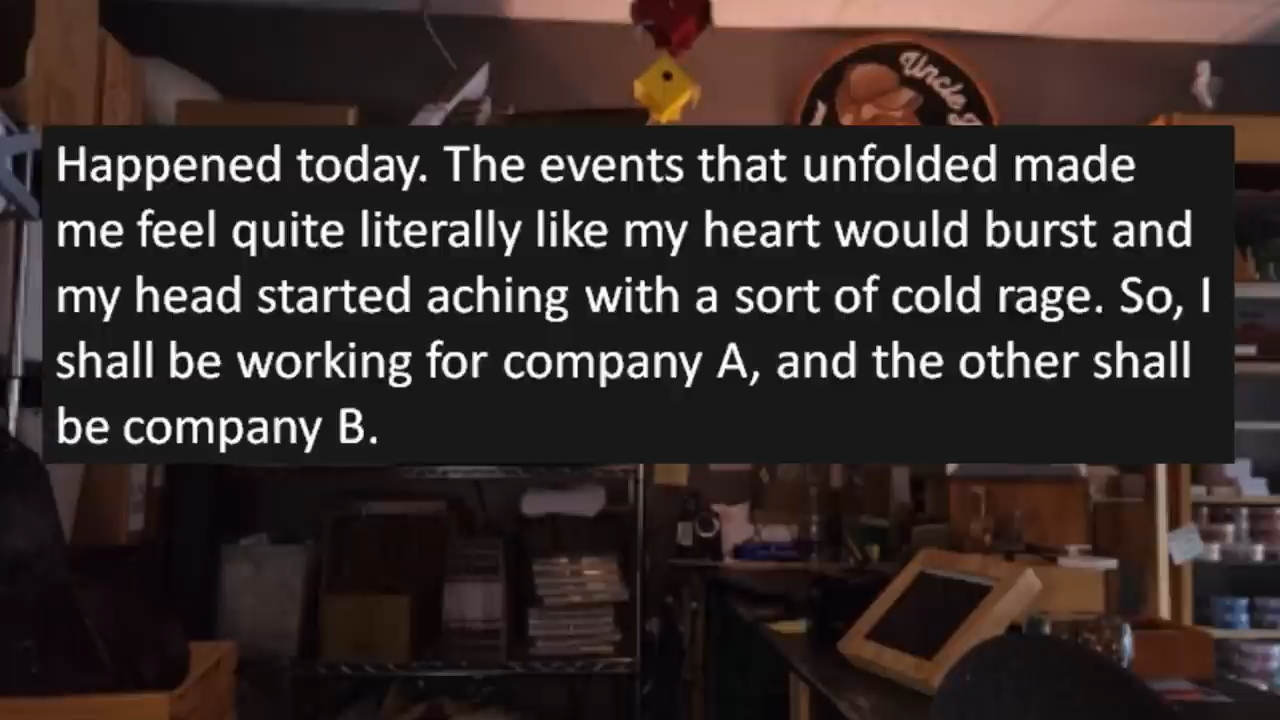 Uncle
Happened today. The events that unfolded made
me feel quite literally like my heart would burst and
my head started aching with a sort of cold rage. So, I
shall be working for company A, and the other shall
be company B.